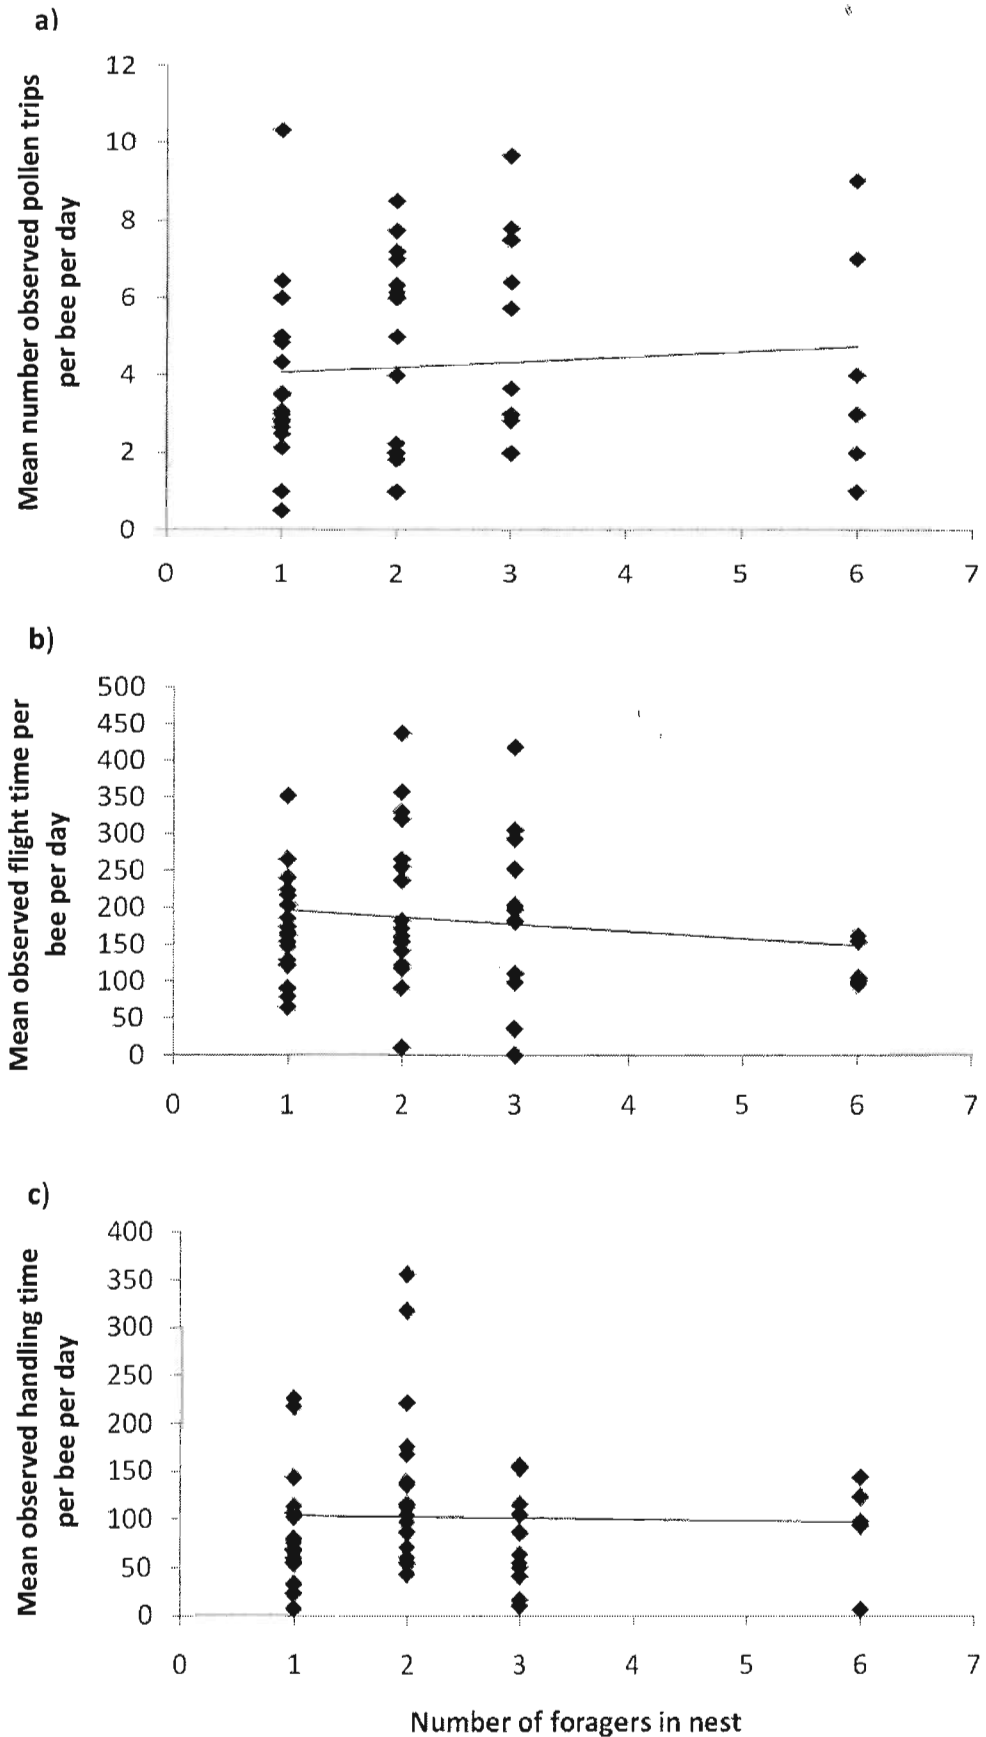 a)
Mean number observed pollen trips
per bee per day
12
10
8
6
4
2
0
0 1 2 3 4 5 6 7
b)
Mean observed flight time per
bee per day
500
450
400
350
300
250
200
150
100
50
0
0 1 2 3 4 5 6 7
c)
Mean observed handling time
per bee per day
400
350
300
250
200
150
100
50
0
0 1 2 3 4 5 6 7
Number of foragers in nest